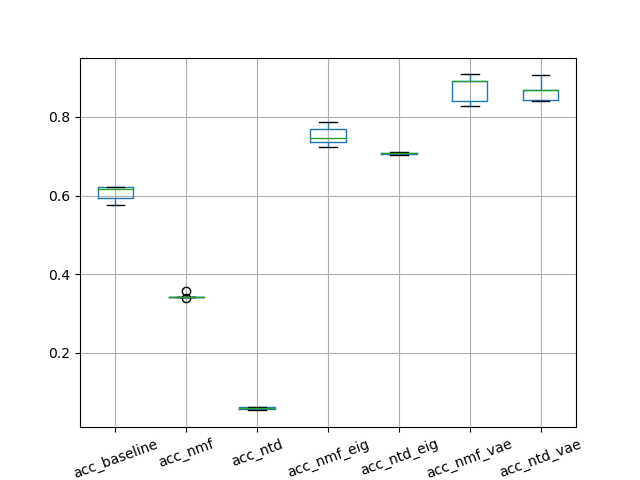 0.8
0.6
0.4
0.2
acc_baseline
acc_nmf
acc_ntd
acc_nmf_eig
acc_ntd_eig
acc_nmf_vae
acc_ntd_vae